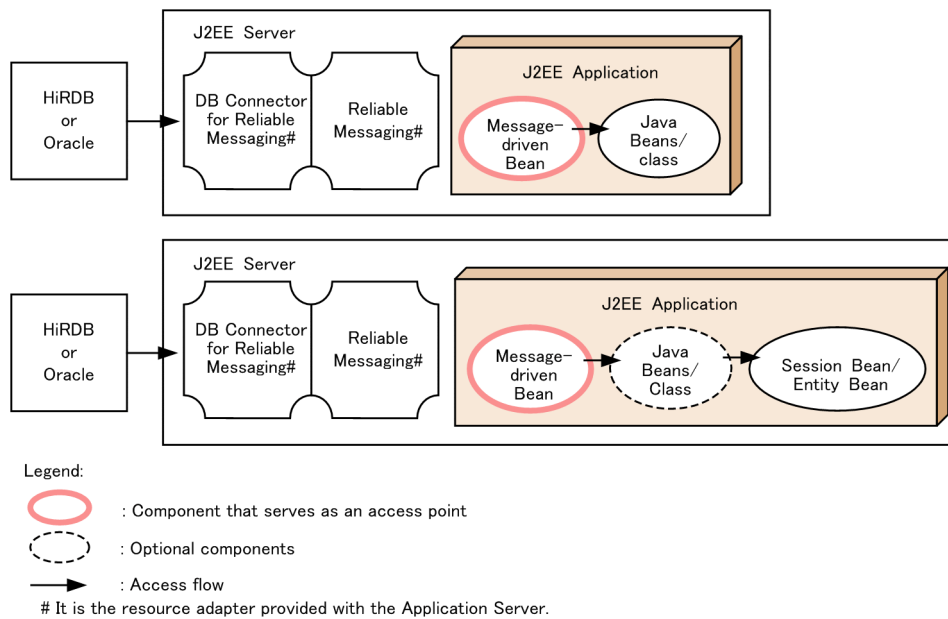 J2EE Server
J2EE Application
HiRDB
or
Oracle
DB Connector
for Reliable
Messaging#
Reliable
Messaging#
Message-
driven
Bean
Java
Beans/
class
J2EE Server
J2EE Application
HiRDB
or
Oracle
DB Connector
for Reliable
Messaging#
Reliable
Messaging#
Message-
driven
Bean
Java
Beans/
Class
Session Bean/
Entity Bean
Legend:
: Component that serves as an access point
: Optional components
: Access flow
# It is the resource adapter provided with the Application Server.